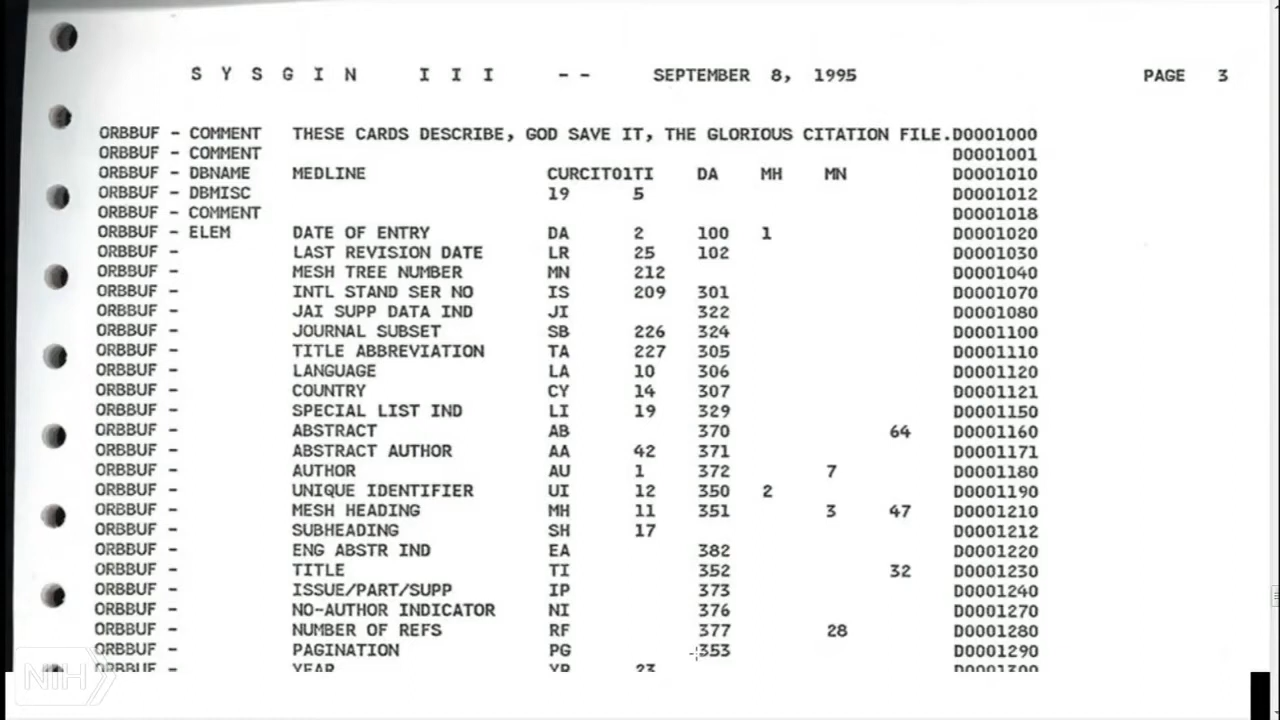 S Y S G I N I I I -- SEPTEMBER 8, 1995 PAGE 3
ORBBUF - COMMENT THESE CARDS DESCRIBE, GOD SAVE IT, THE GLORIOUS CITATION FILE.D0001000
ORBBUF - COMMENT D0001001
ORBBUF - DBNAME MEDLINE CURCIT01TI DA MH MN D0001010
ORBBUF - DBMISC 19 5 D0001012
ORBBUF - COMMENT D0001018
ORBBUF - ELEM DATE OF ENTRY DA 2 100 1 D0001020
ORBBUF - LAST REVISION DATE LR 25 102 D0001030
ORBBUF - MESH TREE NUMBER MN 212 D0001040
ORBBUF - INTL STAND SER NO IS 209 301 D0001070
ORBBUF - JAI SUPP DATA IND JI 322 D0001080
ORBBUF - JOURNAL SUBSET SB 226 324 D0001100
ORBBUF - TITLE ABBREVIATION TA 227 305 D0001110
ORBBUF - LANGUAGE LA 10 306 D0001120
ORBBUF - COUNTRY CY 14 307 D0001121
ORBBUF - SPECIAL LIST IND LI 19 329 D0001150
ORBBUF - ABSTRACT AB 370 64 D0001160
ORBBUF - ABSTRACT AUTHOR AA 42 371 D0001171
ORBBUF - AUTHOR AU 1 372 7 D0001180
ORBBUF - UNIQUE IDENTIFIER UI 12 350 2 D0001190
ORBBUF - MESH HEADING MH 11 351 3 47 D0001210
ORBBUF - SUBHEADING SH 17 D0001212
ORBBUF - ENG ABSTR IND EA 382 D0001220
ORBBUF - TITLE TI 352 32 D0001230
ORBBUF - ISSUE/PART/SUPP IP 373 D0001240
ORBBUF - NO-AUTHOR INDICATOR NI 376 D0001270
ORBBUF - NUMBER OF REFS RF 377 28 D0001280
ORBBUF - PAGINATION PG 353 D0001290
ORBBUF - YEAR YR 23 D0001300
NIH